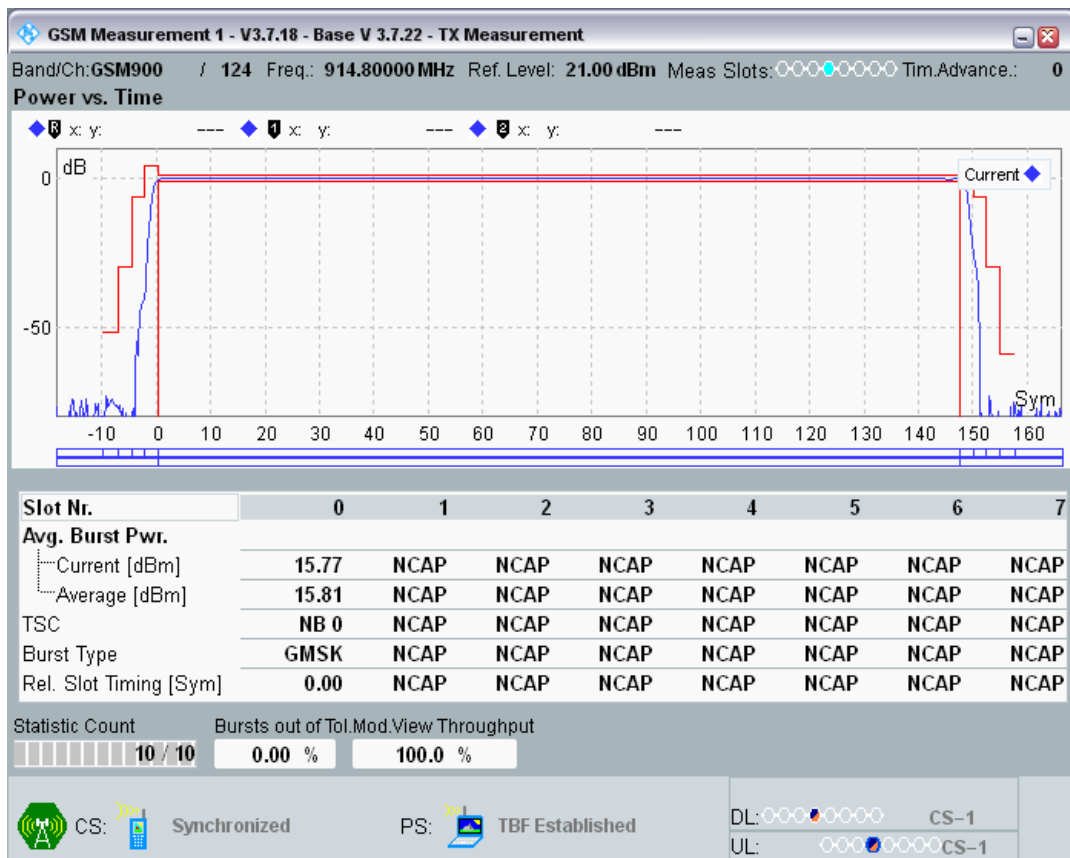 GSM Measurement 1 - V3.7.18 - Base V 3.7.22 - TX Measurement
Band/Ch:GSM900 / 124 Freq.: 914.80000 MHz Ref. Level: 21.00 dBm Meas Slots: Tim.Advance.: 0
Power vs. Time
R x: y: --- 1 x: y: --- 2 x: y: ---
dB
0
Current
-50
Sym
-10 0 10 20 30 40 50 60 70 80 90 100 110 120 130 140 150 160
Slot Nr. 0 1 2 3 4 5 6 7
Avg. Burst Pwr.
Current [dBm] 15.77 NCAP NCAP NCAP NCAP NCAP NCAP NCAP
Average [dBm] 15.81 NCAP NCAP NCAP NCAP NCAP NCAP NCAP
TSC NB 0 NCAP NCAP NCAP NCAP NCAP NCAP NCAP
Burst Type GMSK NCAP NCAP NCAP NCAP NCAP NCAP NCAP
Rel. Slot Timing [Sym] 0.00 NCAP NCAP NCAP NCAP NCAP NCAP NCAP
Statistic Count Bursts out of Tol.Mod.View Throughput
10 / 10 0.00 % 100.0 %
CS: Synchronized PS: TBF Established
DL: CS-1
UL: CS-1